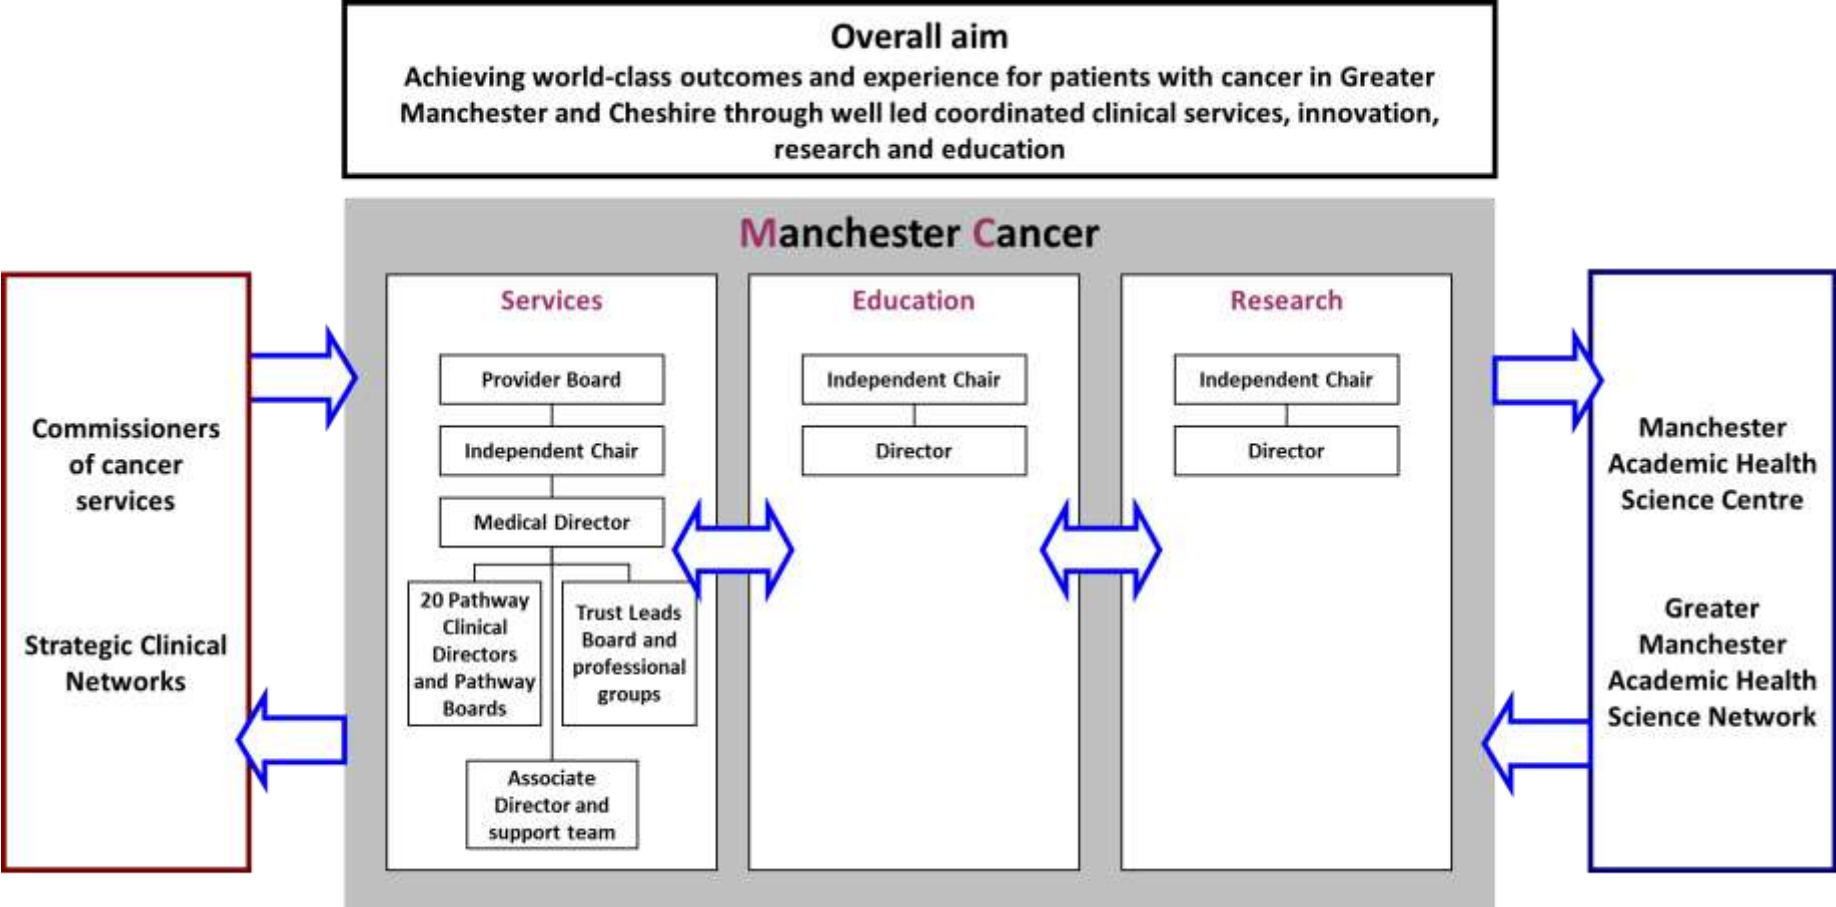 Overall aim
Achieving world-class outcomes and experience for patients with cancer in Greater
Manchester and Cheshire through well led coordinated clinical services, innovation,
research and education
Manchester Cancer
Commissioners
of cancer
services
Strategic Clinical
Networks
Services
Provider Board
Independent Chair
Medical Director
20 Pathway
Clinical
Directors
and Pathway
Boards
Trust Leads
Board and
professional
groups
Associate
Director and
support team
Education
Independent Chair
Director
Research
Independent Chair
Director
Manchester
Academic Health
Science Centre
Greater
Manchester
Academic Health
Science Network